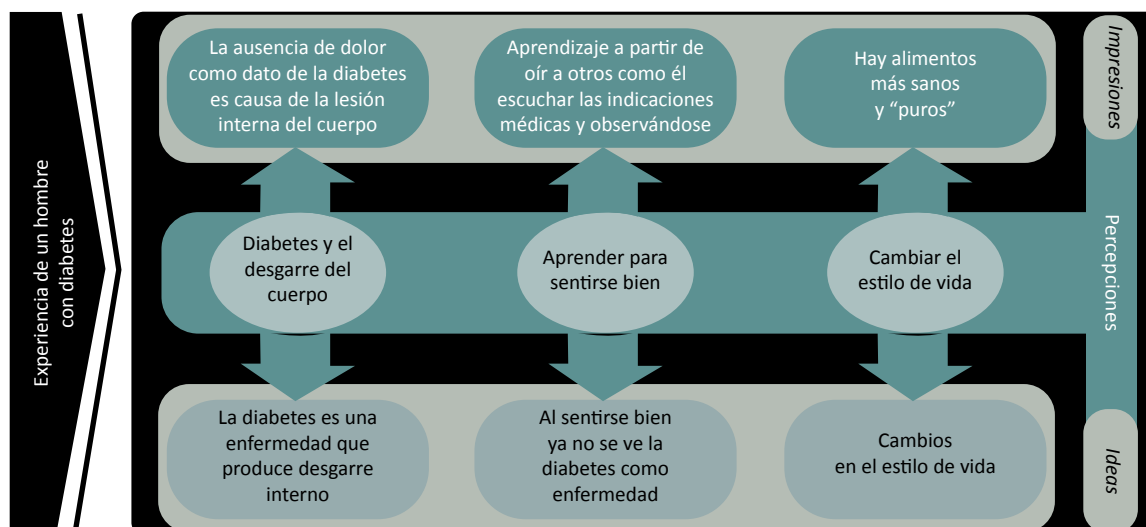 Experiencia de un hombre
con diabetes
La ausencia de dolor
como dato de la diabetes
es causa de la lesión
interna del cuerpo
Aprendizaje a partir de
oír a otros como él
escuchar las indicaciones
médicas y observándose
Hay alimentos
más sanos
y “puros”
Impresiones
Diabetes y el
desgarre del
cuerpo
Aprender para
sentirse bien
Cambiar el
estilo de vida
Percepciones
La diabetes es una
enfermedad que
produce desgarre
interno
Al sentirse bien
ya no se ve la
diabetes como
enfermedad
Cambios
en el estilo de vida
Ideas